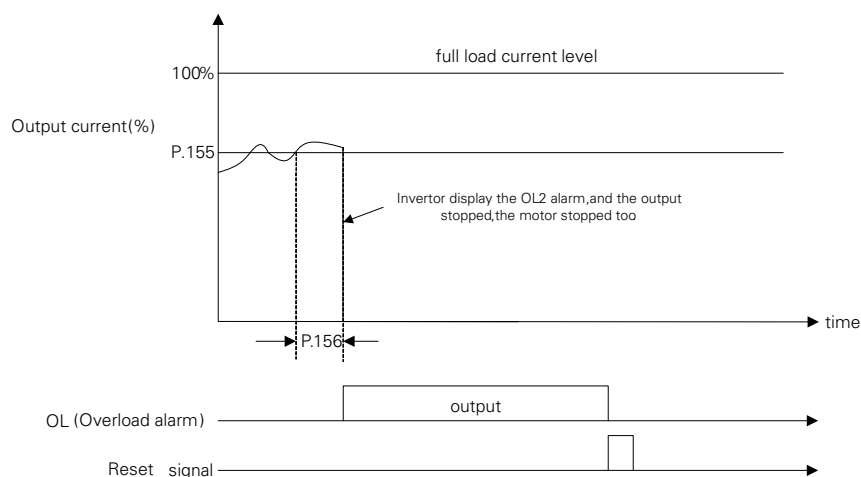 full load current level
100%
Output current(%)
P.155
Invertor display the OL2 alarm,and the output
stopped,the motor stopped too.
time
P.156
output
OL (Overload alarm)
Reset signal